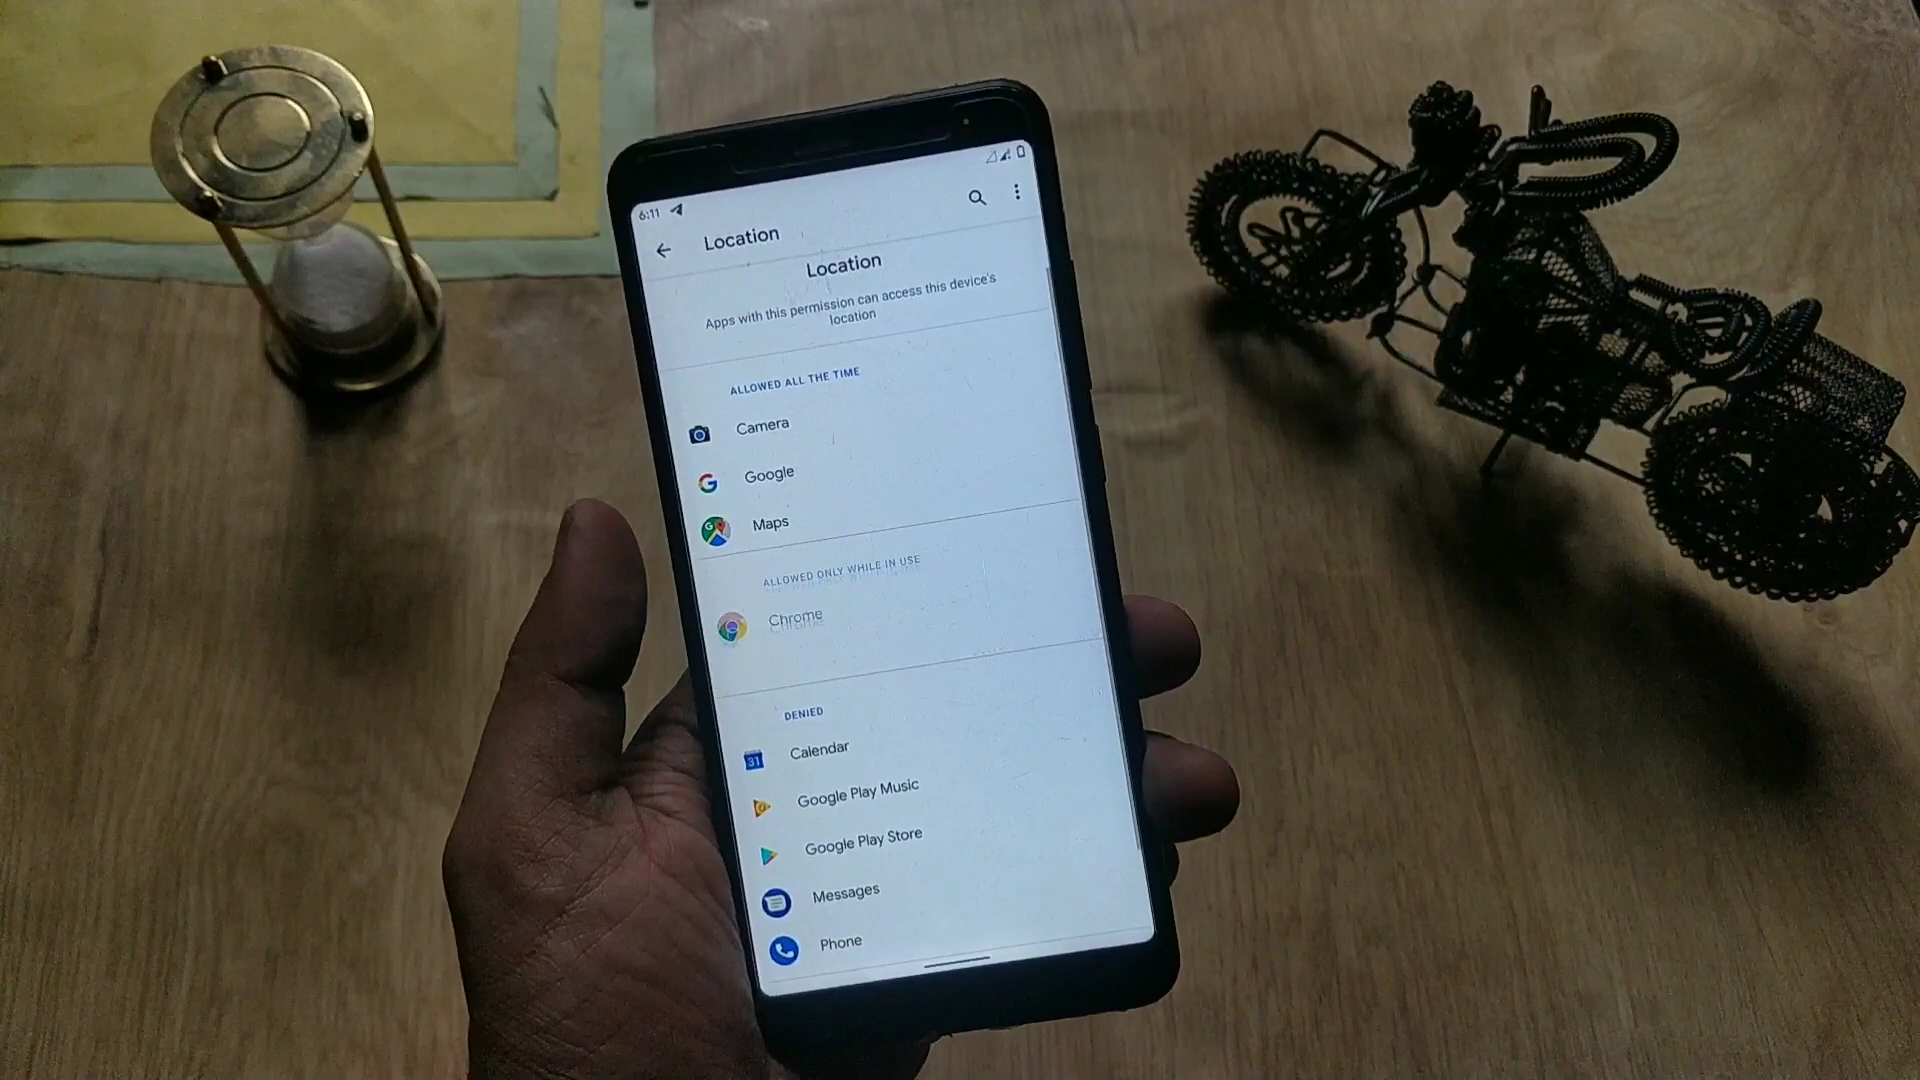 6:11
Location
Location
Apps with this permission can access this device's
location
ALLOWED ALL THE TIME
Camera
Google
Maps
ALLOWED ONLY WHILE IN USE
Chrome
DENIED
31
Calendar
Google Play Music
Google Play Store
Messages
Phone